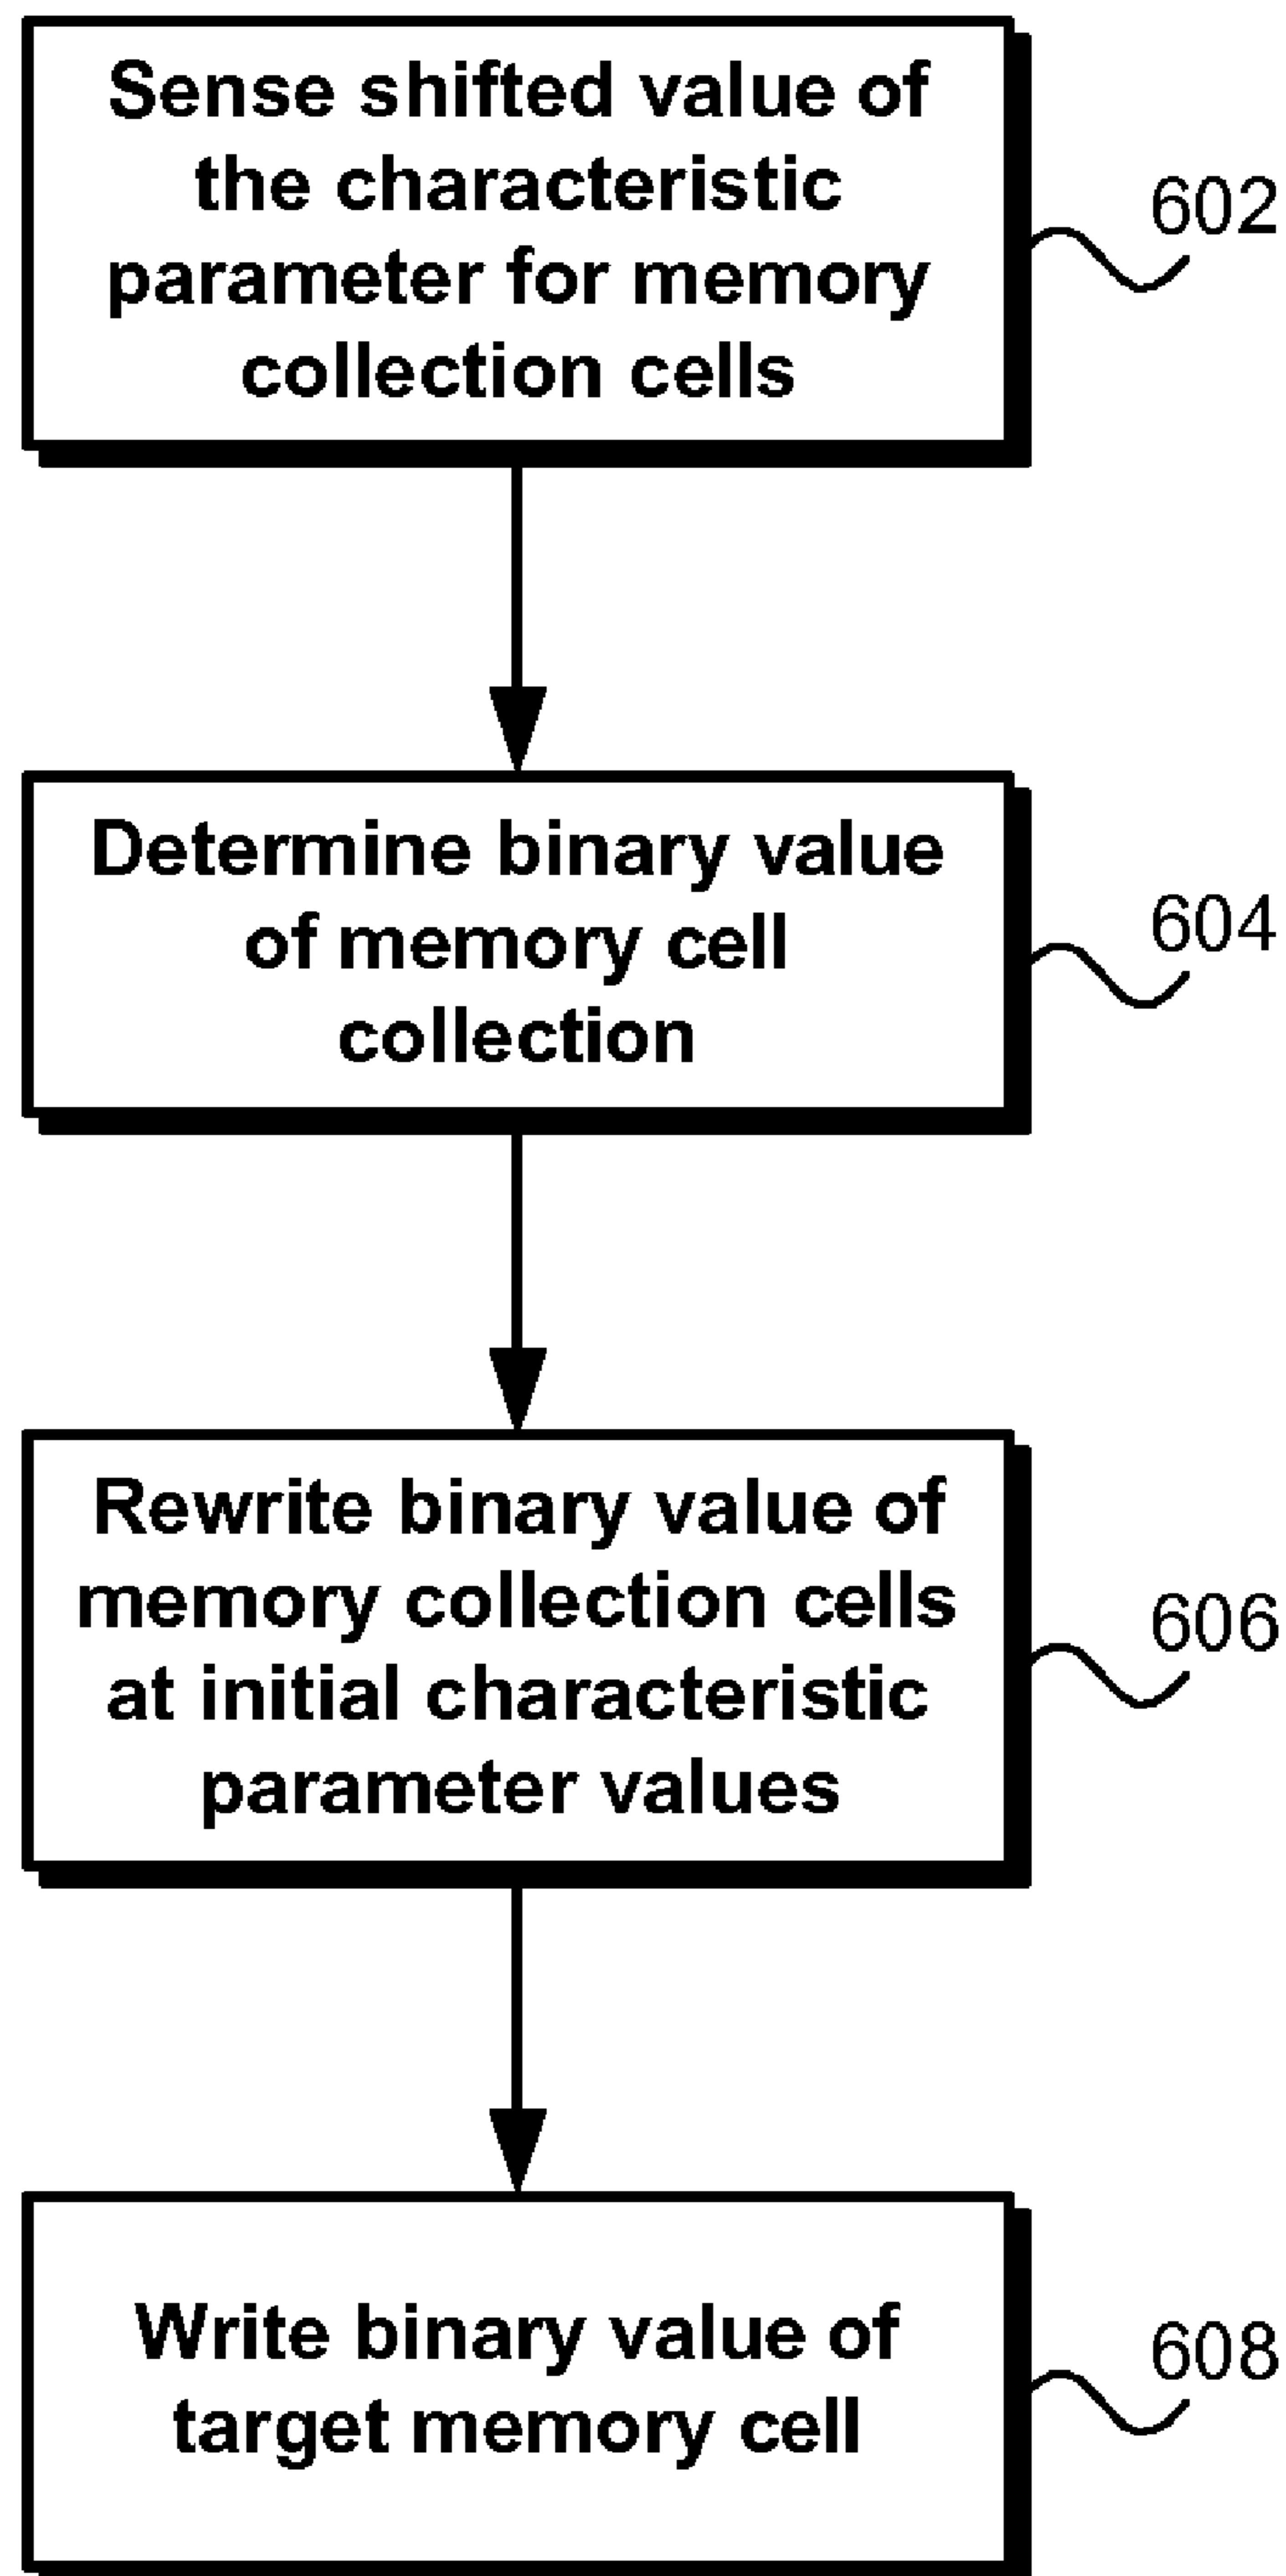 Sense shifted value of
the characteristic
parameter for memory
collection cells
602
Determine binary value
of memory cell
collection
604
Rewrite binary value of
memory collection cells
at initial characteristic
parameter values
606
Write binary value of
target memory cell
608